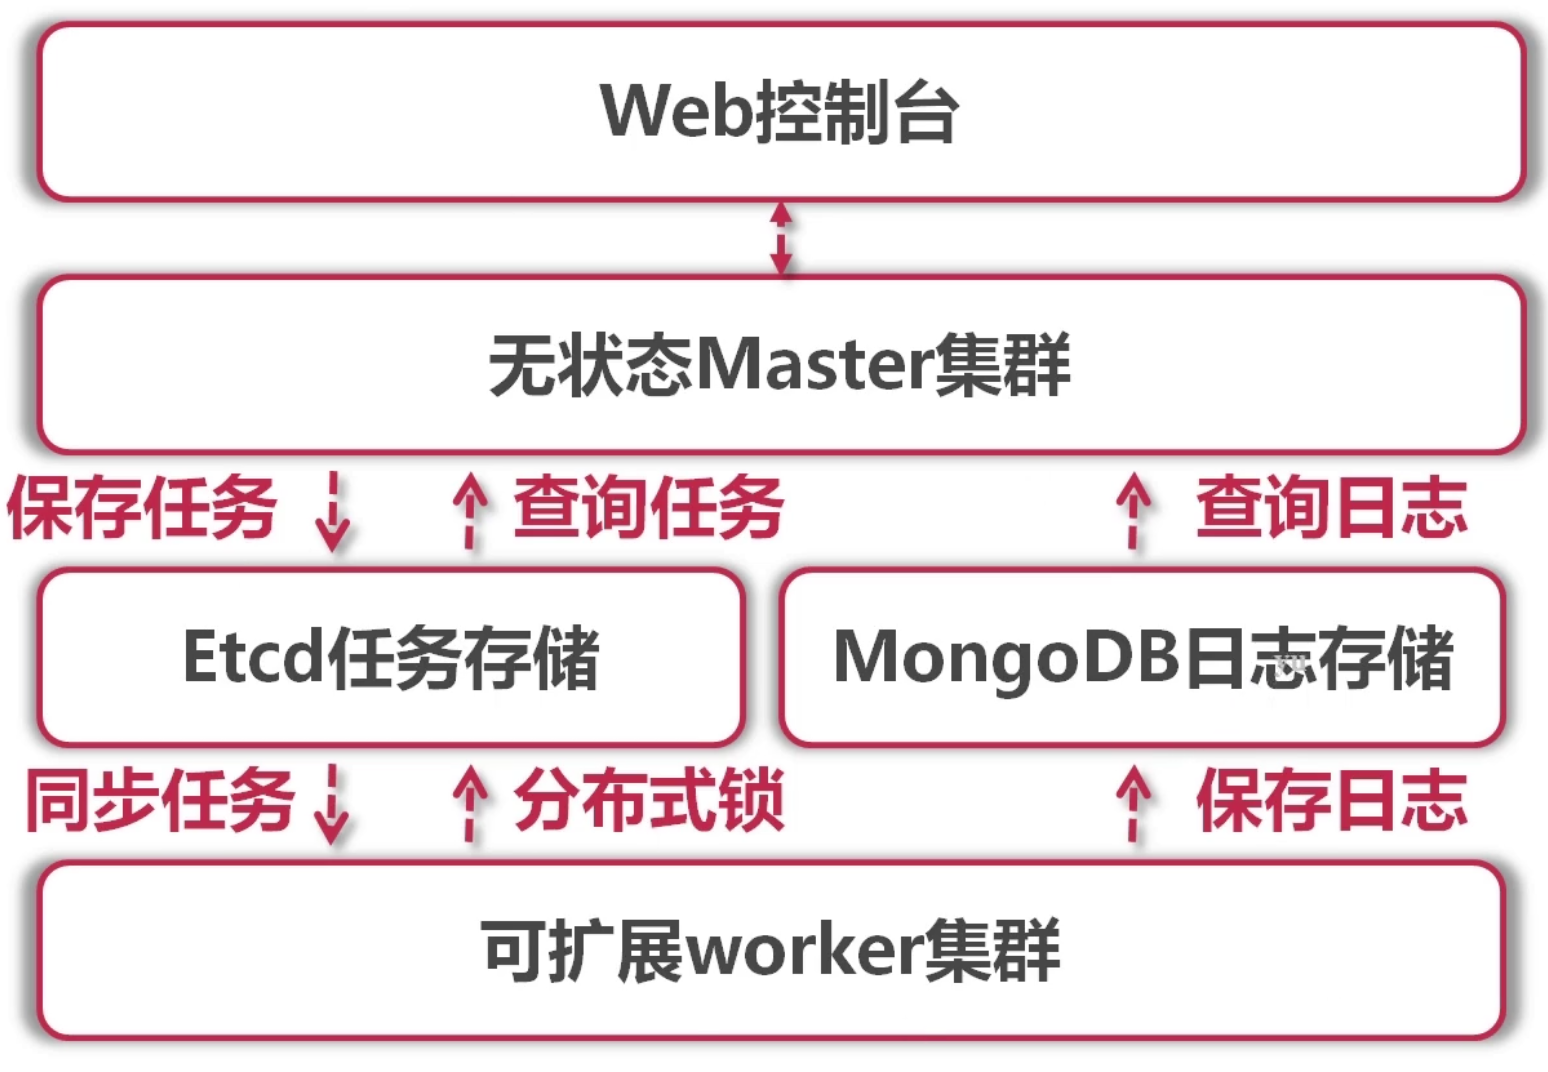 Web控制台
无状态Master集群
保存任务 查询任务 查询日志
Etcd任务存储 MongoDB日志存储
同步任务 分布式锁 保存日志
可扩展worker集群